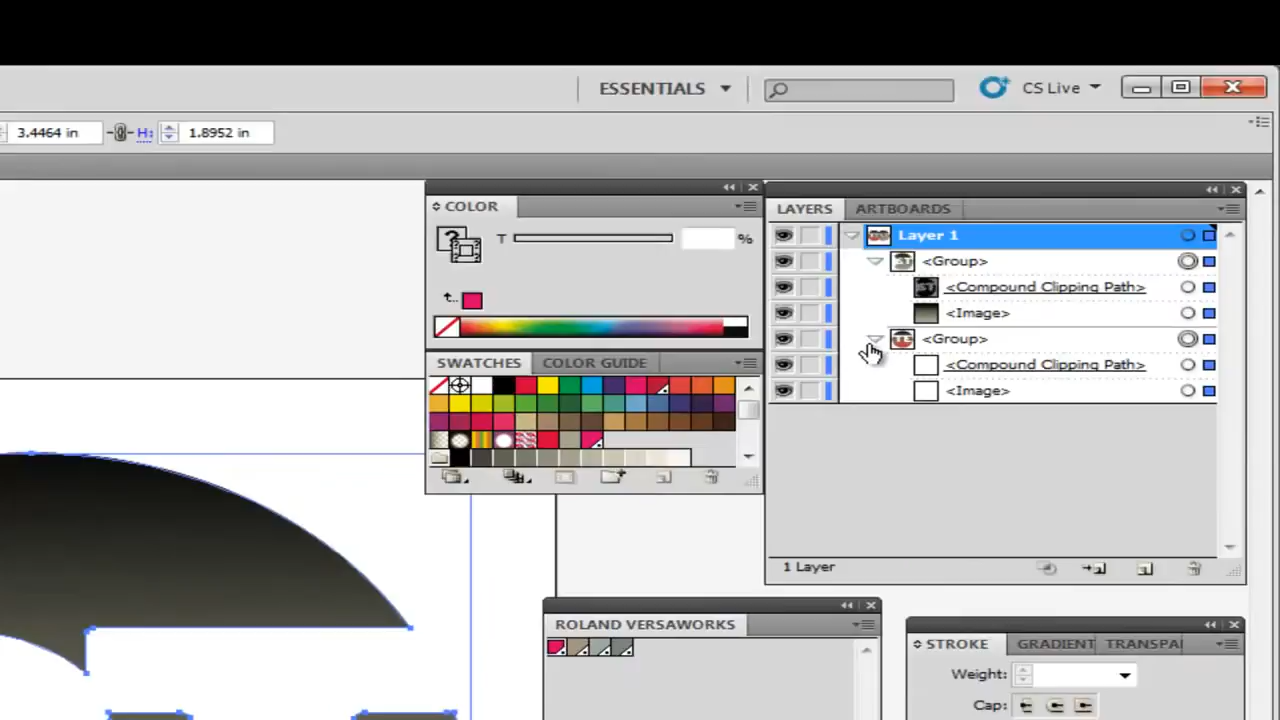 ESSENTIALS
CS Live
3.4464 in
H:
1.8952 in
COLOR
LAYERS
ARTBOARDS
T
%
Layer 1
<Group>
<Compound Clipping Path>
<Image>
<Group>
<Compound Clipping Path>
<Image>
SWATCHES
COLOR GUIDE
1 Layer
ROLAND VERSAWORKS
STROKE
GRADIENT
TRANSPA
Weight:
Cap: